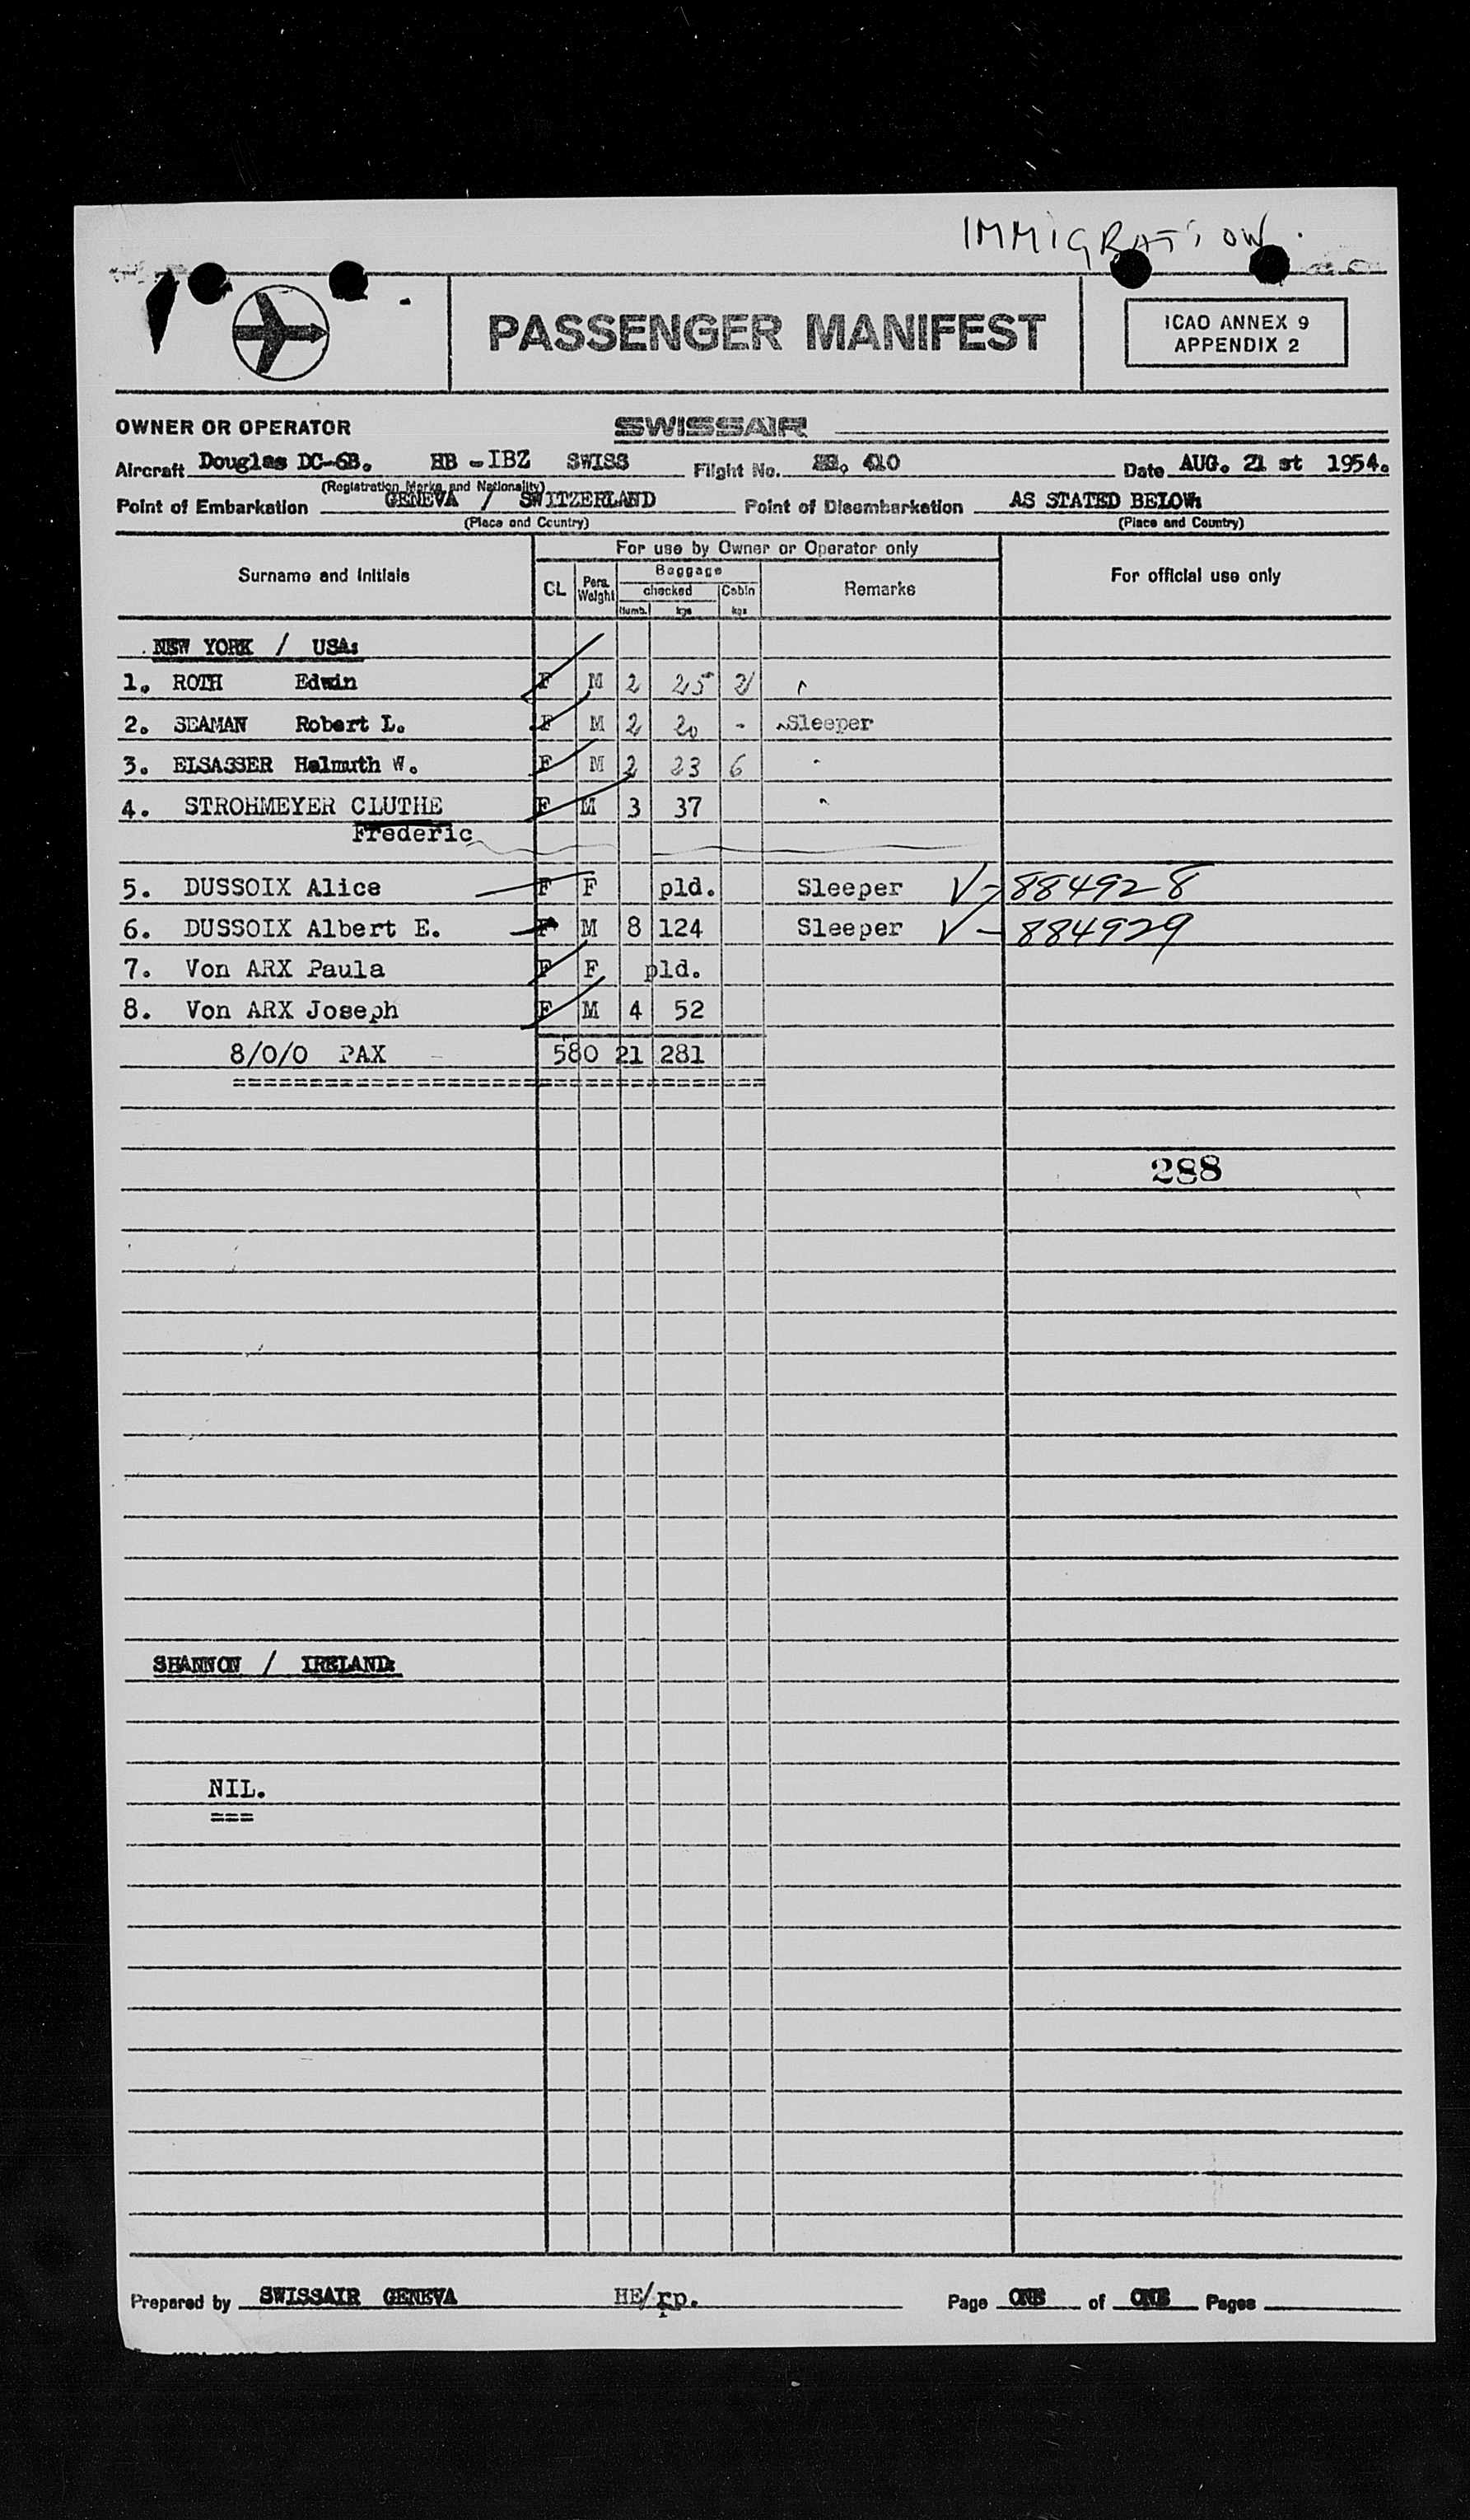 IMMIGRATION.
PASSENGER MANIFEST
ICAO ANNEX 9
APPENDIX 2
OWNER OR OPERATOR SWISSAIR
Aircraft Douglas DC-6B. HB - IBZ SWISS Flight No. 410 Date AUG. 21 st 1954.
(Registration Marks and Nationality)
Point of Embarkation GENEVA / SWITZERLAND Point of Disembarkation AS STATED BELOW:
(Place and Country) (Place and Country)
For use by Owner or Operator only
Surname and Initials CL Pers. Weight Baggage Remarks For official use only
checked Cabin
Numb. kgs kgs
NEW YORK / USA:
1. ROTH Edwin F M 2 25 2
2. SEAMAN Robert L. F M 2 20 - Sleeper
3. ELSASSER Helmuth W. F M 2 23 6
4. STROHMEYER CLUTHE F M 3 37
Frederic
5. DUSSOIX Alice F F pld. Sleeper V-884928
6. DUSSOIX Albert E. F M 8 124 Sleeper V-884929
7. Von ARX Paula F F pld.
8. Von ARX Joseph F M 4 52
8/0/0 PAX 580 21 281
288
SHANNON / IRELAND:
NIL.
===
Prepared by SWISSAIR GENEVA HE/rp. Page ONE of ONE Pages